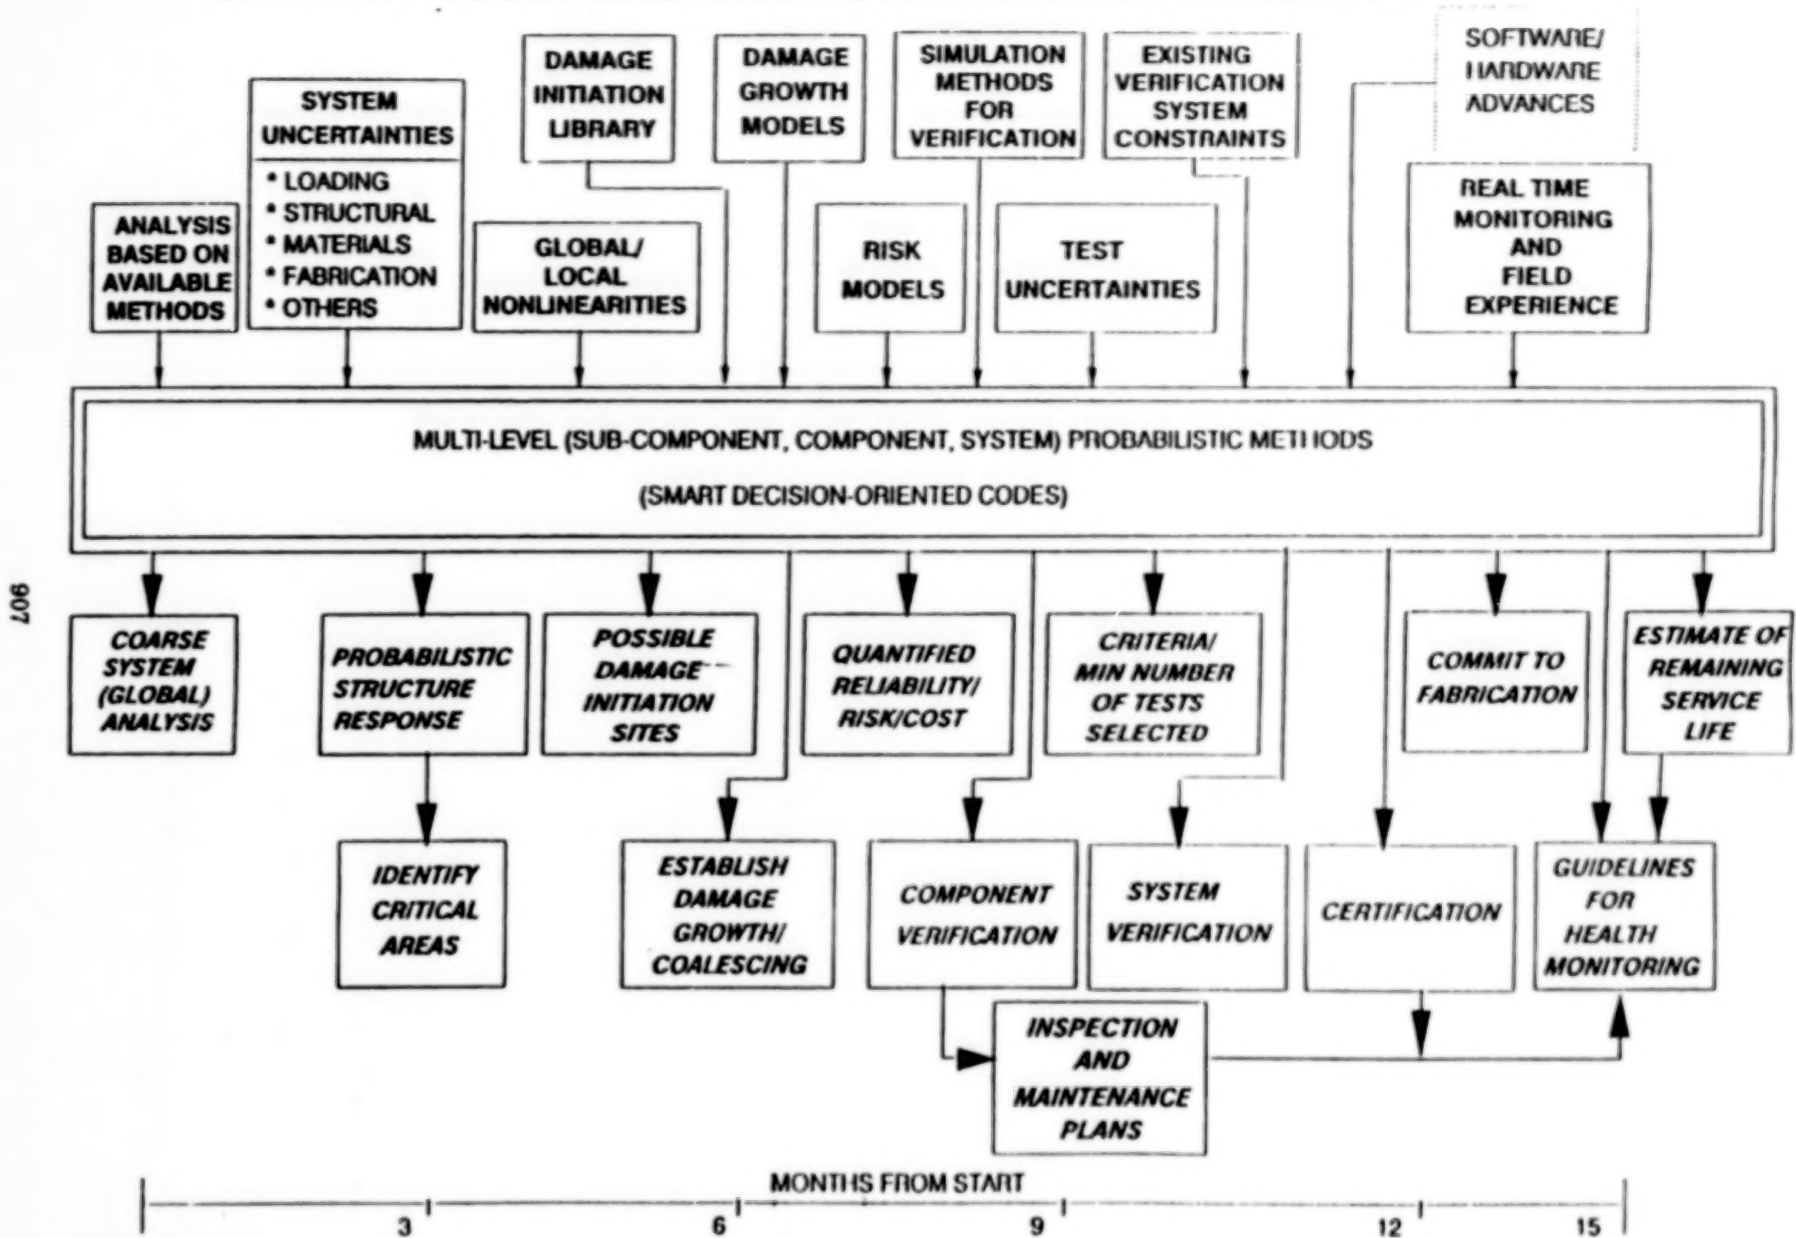 SYSTEM
UNCERTAINTIES
* LOADING
* STRUCTURAL
* MATERIALS
* FABRICATION
* OTHERS
DAMAGE
INITIATION
LIBRARY
DAMAGE
GROWTH
MODELS
SIMULATION
METHODS
FOR
VERIFICATION
EXISTING
VERIFICATION
SYSTEM
CONSTRAINTS
SOFTWARE/
HARDWARE
ADVANCES
ANALYSIS
BASED ON
AVAILABLE
METHODS
GLOBAL/
LOCAL
NONLINEARITIES
RISK
MODELS
TEST
UNCERTAINTIES
REAL TIME
MONITORING
AND
FIELD
EXPERIENCE
MULTI-LEVEL (SUB-COMPONENT, COMPONENT, SYSTEM) PROBABILISTIC METHODS
(SMART DECISION-ORIENTED CODES)
907
COARSE
SYSTEM
(GLOBAL)
ANALYSIS
PROBABILISTIC
STRUCTURE
RESPONSE
POSSIBLE
DAMAGE
INITIATION
SITES
QUANTIFIED
RELIABILITY/
RISK/COST
CRITERIA/
MIN NUMBER
OF TESTS
SELECTED
COMMIT TO
FABRICATION
ESTIMATE OF
REMAINING
SERVICE
LIFE
IDENTIFY
CRITICAL
AREAS
ESTABLISH
DAMAGE
GROWTH/
COALESCING
COMPONENT
VERIFICATION
SYSTEM
VERIFICATION
CERTIFICATION
GUIDELINES
FOR
HEALTH
MONITORING
INSPECTION
AND
MAINTENANCE
PLANS
MONTHS FROM START
3 6 9 12 15